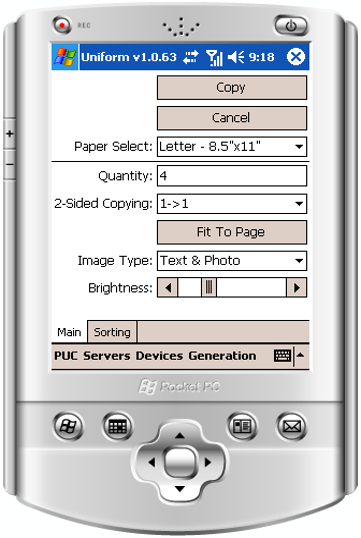 REC
Uniform v1.0.63 9:18
Copy
Cancel
Paper Select: Letter - 8.5"x11"
Quantity: 4
2-Sided Copying: 1->1
Fit To Page
Image Type: Text & Photo
Brightness:
Main Sorting
PUC Servers Devices Generation
Pocket PC